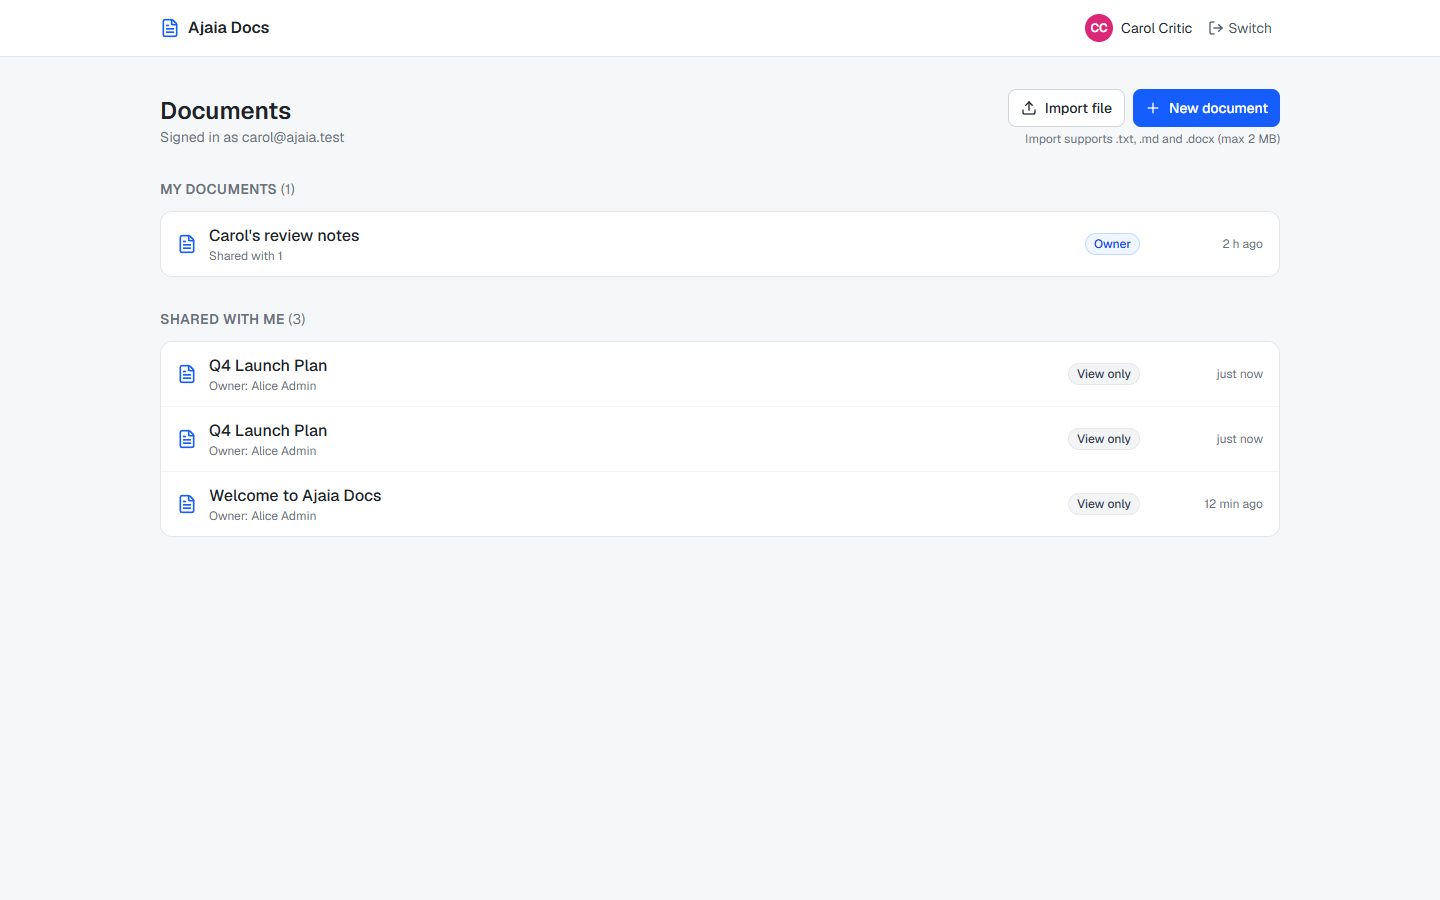 Ajaia Docs
CC Carol Critic Switch
Documents
Signed in as carol@ajaia.test
Import file
New document
Import supports .txt, .md and .docx (max 2 MB)
MY DOCUMENTS (1)
Carol's review notes
Shared with 1
Owner
2 h ago
SHARED WITH ME (3)
Q4 Launch Plan
Owner: Alice Admin
View only
just now
Q4 Launch Plan
Owner: Alice Admin
View only
just now
Welcome to Ajaia Docs
Owner: Alice Admin
View only
12 min ago